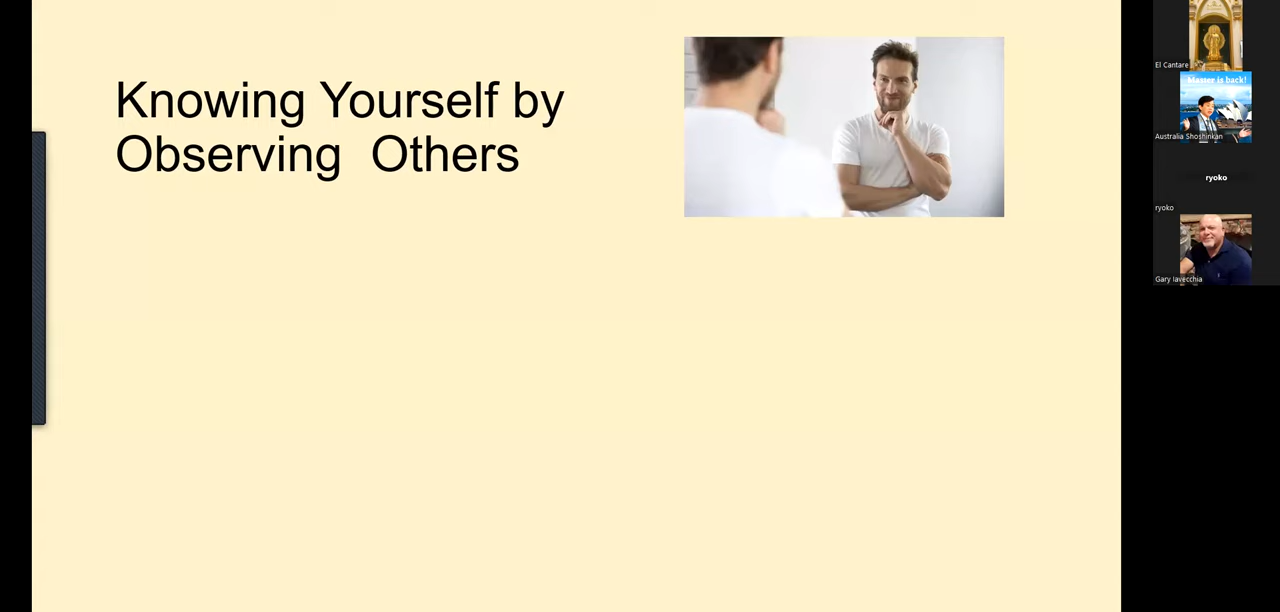 Knowing Yourself by
Observing  Others
El Cantare
Master is back!
Australia Shoshinkan
ryoko
ryoko
Gary Iavecchia